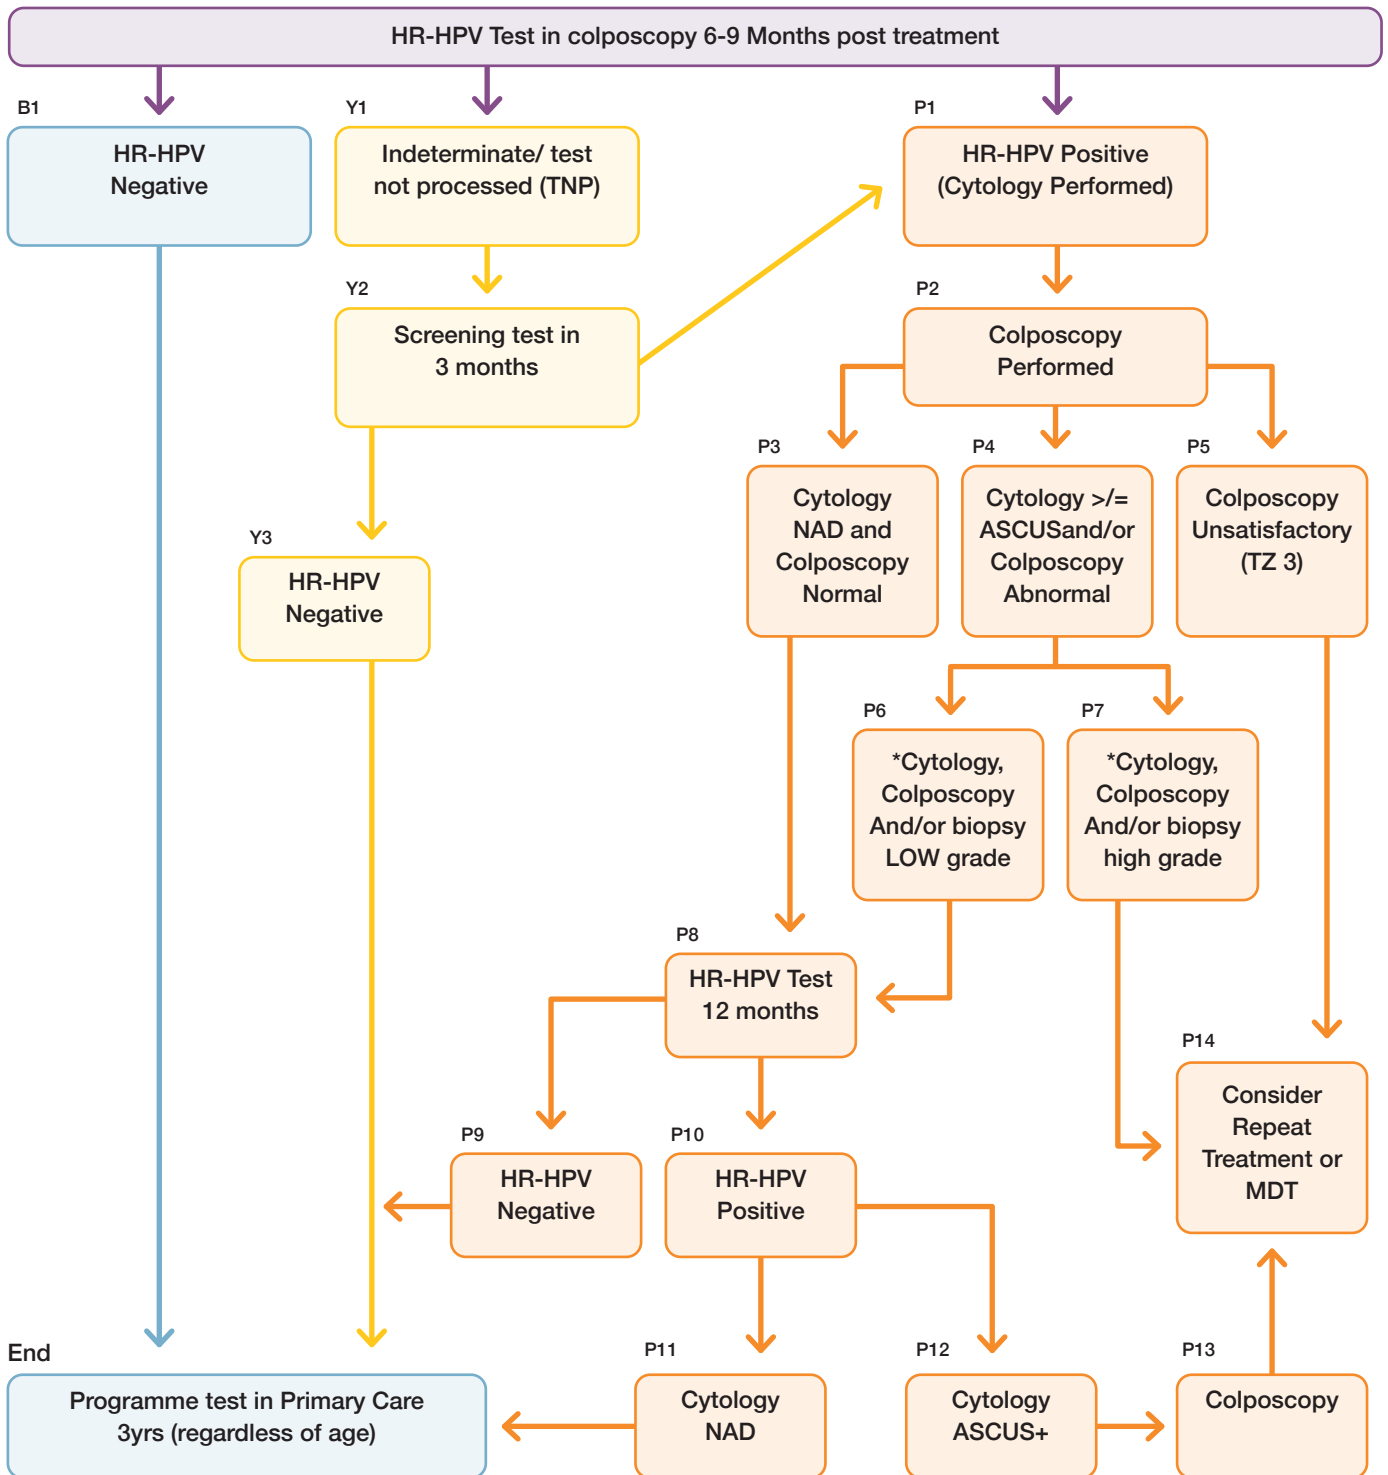 HR-HPV Test in colposcopy 6-9 Months post treatment
B1
HR-HPV
Negative
Y1
Indeterminate/ test
not processed (TNP)
P1
HR-HPV Positive
(Cytology Performed)
Y2
Screening test in
3 months
P2
Colposcopy
Performed
P3
Cytology
NAD and
Colposcopy
Normal
P4
Cytology >/=
ASCUSand/or
Colposcopy
Abnormal
P5
Colposcopy
Unsatisfactory
(TZ 3)
Y3
HR-HPV
Negative
P6
*Cytology,
Colposcopy
And/or biopsy
LOW grade
P7
*Cytology,
Colposcopy
And/or biopsy
high grade
P8
HR-HPV Test
12 months
P14
Consider
Repeat
Treatment or
MDT
P9
HR-HPV
Negative
P10
HR-HPV
Positive
End
Programme test in Primary Care
3yrs (regardless of age)
P11
Cytology
NAD
P12
Cytology
ASCUS+
P13
Colposcopy